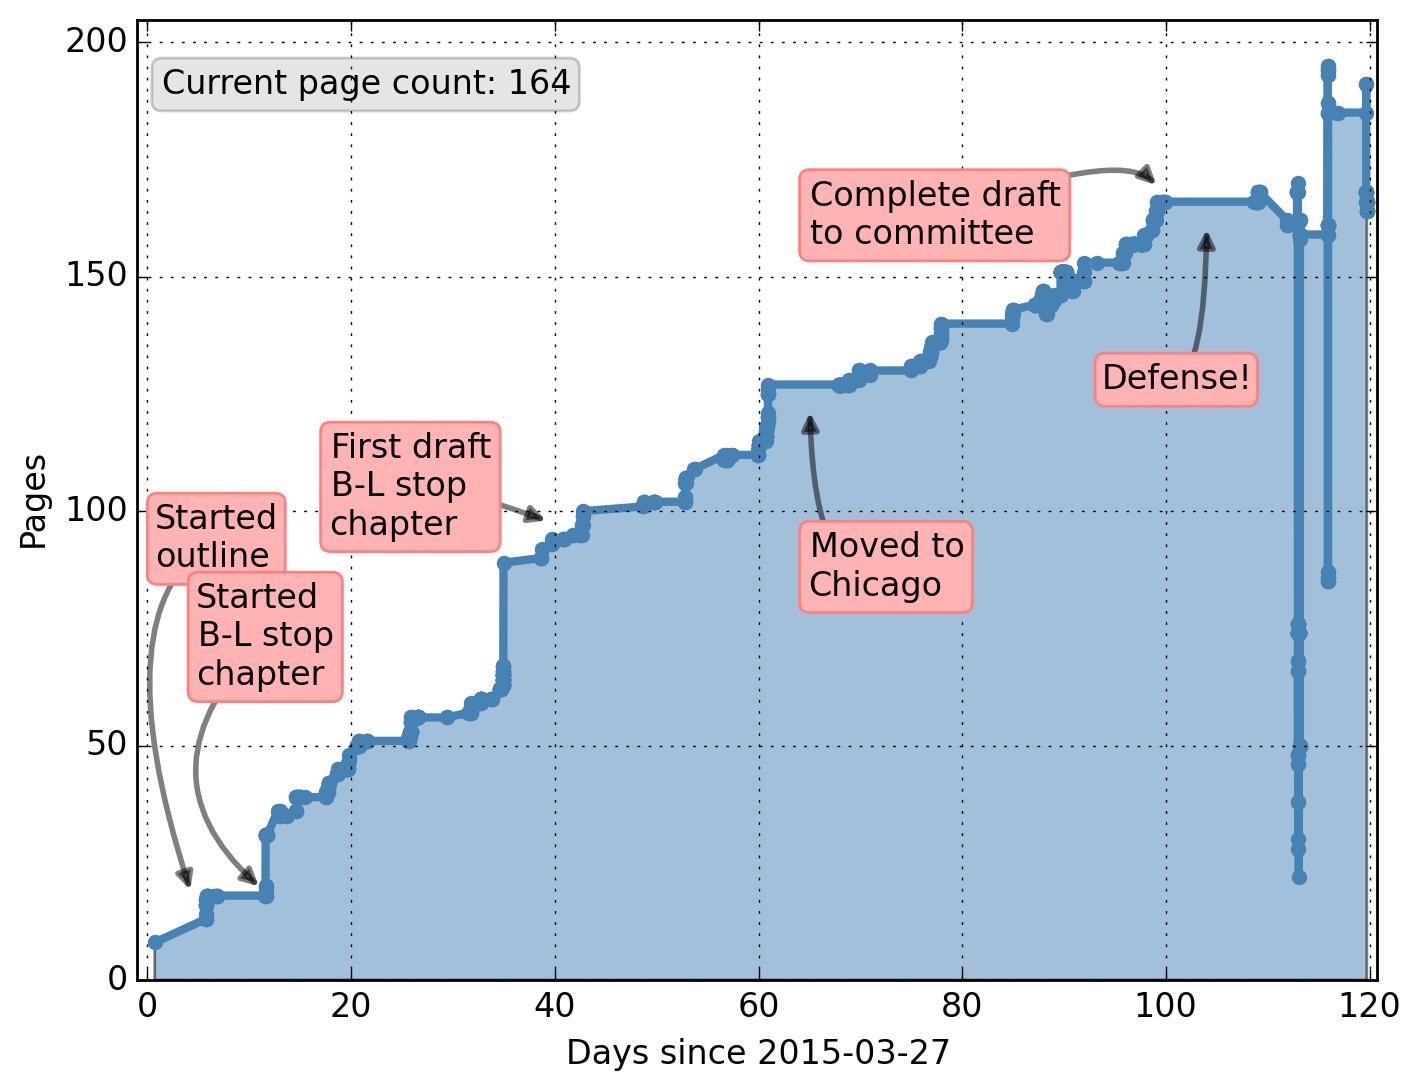 200
150
100
50
0
Pages
Current page count: 164
Complete draft
to committee
Defense!
First draft
B-L stop
chapter
Started
outline
Started
B-L stop
chapter
Moved to
Chicago
0 20 40 60 80 100 120
Days since 2015-03-27